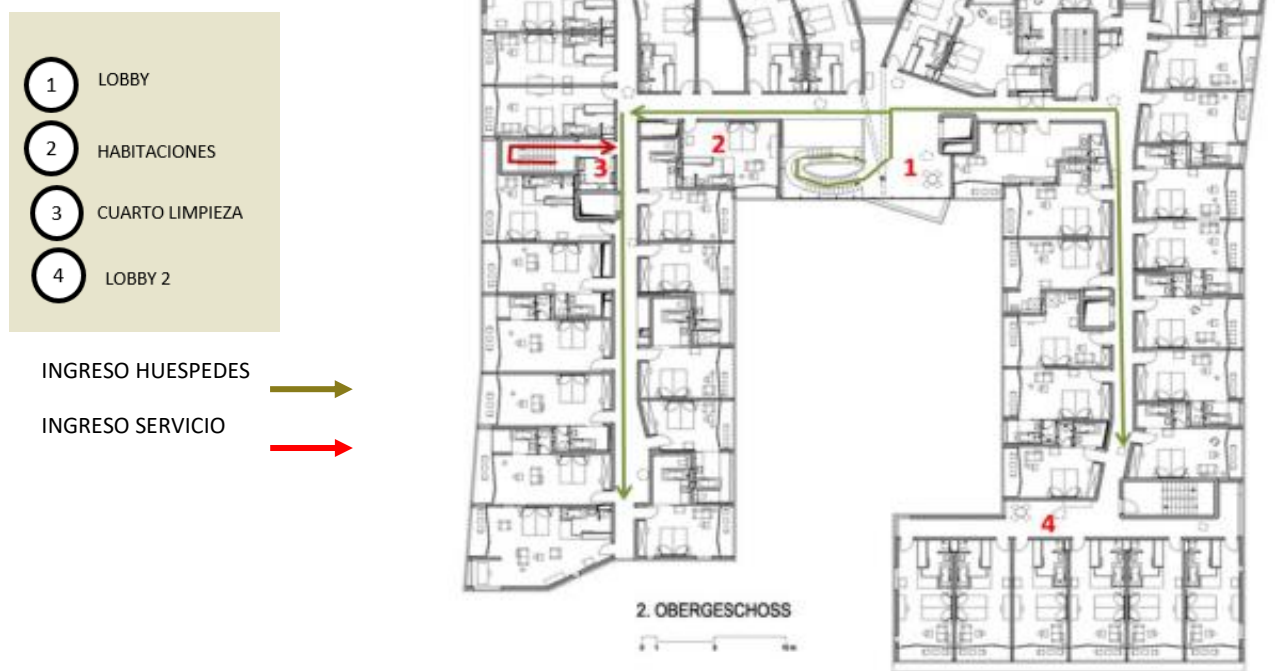 1 LOBBY
2 HABITACIONES
3 CUARTO LIMPIEZA
4 LOBBY 2
INGRESO HUESPEDES
INGRESO SERVICIO
2
3
1
4
2. OBERGESCHOSS